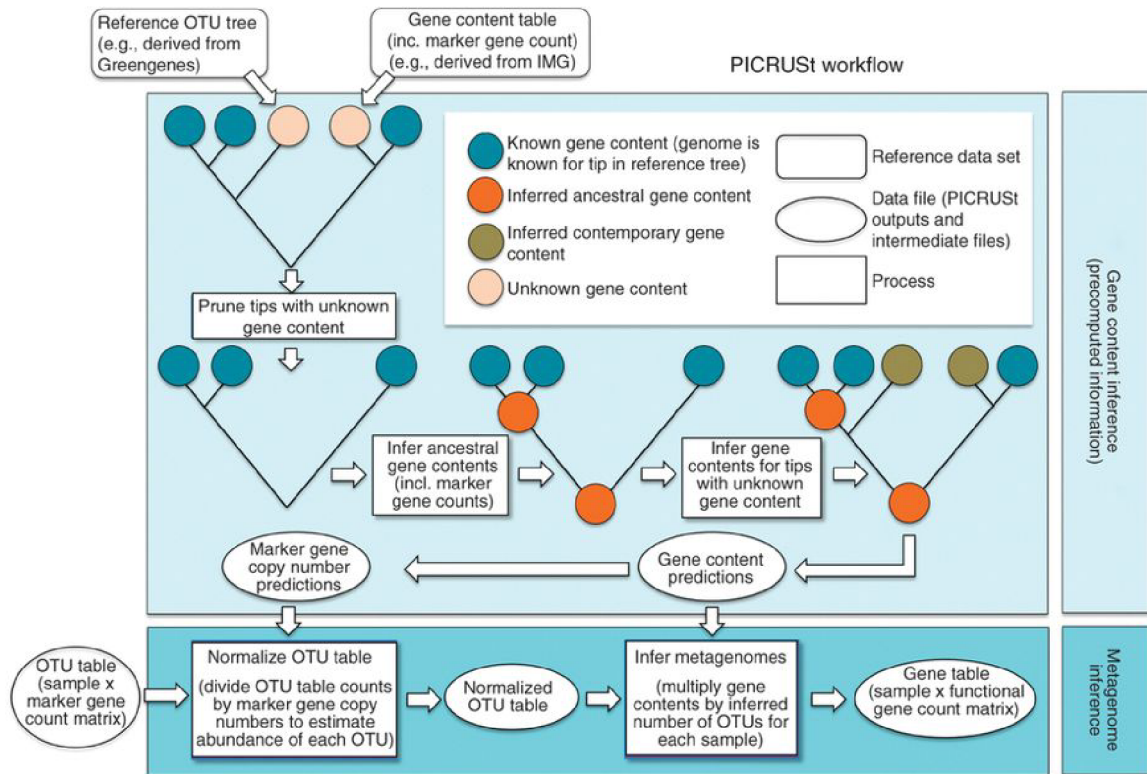 Reference OTU tree
(e.g., derived from
Greengenes)
Gene content table
(inc. marker gene count)
(e.g., derived from IMG)
PICRUSt workflow
Known gene content (genome is
known for tip in reference tree)
Inferred ancestral gene content
Inferred contemporary gene
content
Unknown gene content
Reference data set
Data file (PICRUSt
outputs and
intermediate files)
Process
Gene content inference
(precomputed information)
Prune tips with unknown
gene content
Infer ancestral
gene contents
(incl. marker
gene counts)
Infer gene
contents for tips
with unknown
gene content
Marker gene
copy number
predictions
Gene content
predictions
OTU table
(sample x
marker gene
count matrix)
Normalize OTU table
(divide OTU table counts
by marker gene copy
numbers to estimate
abundance of each OTU)
Normalized
OTU table
Infer metagenomes
(multiply gene
contents by inferred
number of OTUs for
each sample)
Gene table
(sample x functional
gene count matrix)
Metagenome
inference